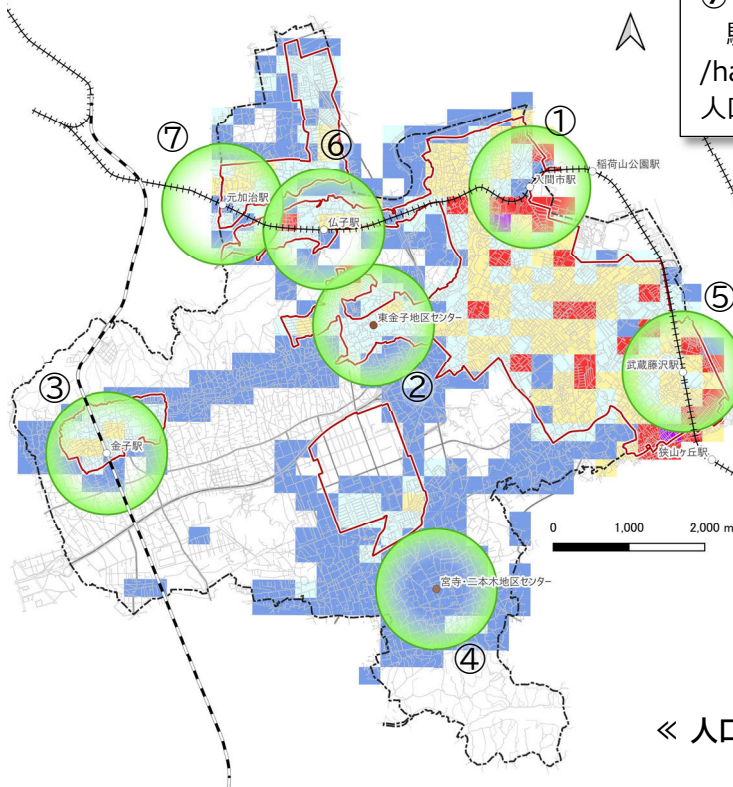 ⑦
駅
/ha
人口
①
稲荷山公園駅
入間市駅
⑦
⑥
元加治駅
仏子駅
⑤
東金子地区センター
武蔵藤沢駅
③
②
金子駅
狭山ヶ丘駅
0 1,000 2,000 m
宮寺・二本木地区センター
④
≪ 人口